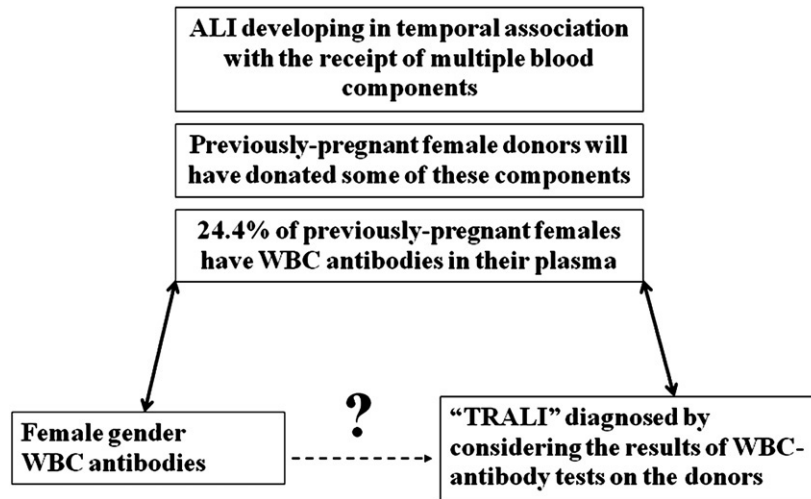 ALI developing in temporal association
with the receipt of multiple blood
components
Previously-pregnant female donors will
have donated some of these components
24.4% of previously-pregnant females
have WBC antibodies in their plasma
?
Female gender
WBC antibodies
“TRALI” diagnosed by
considering the results of WBC-
antibody tests on the donors